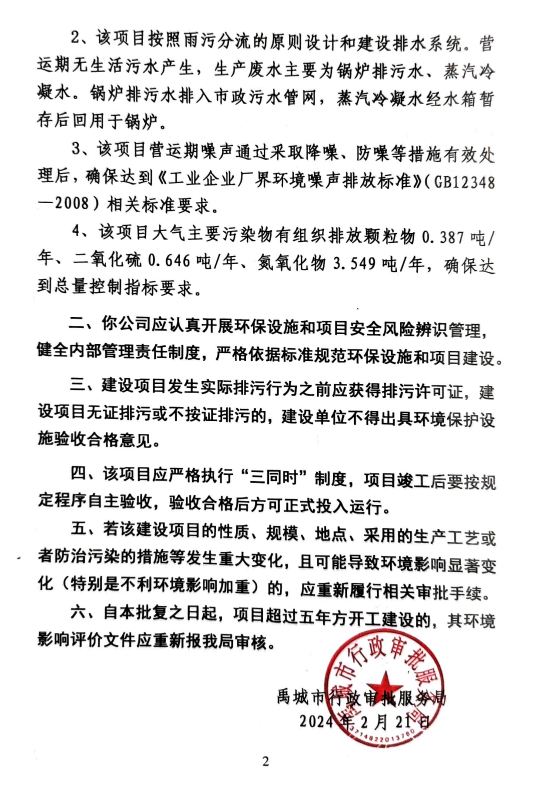 2、该项目按照雨污分流的原则设计和建设排水系统。营
运期无生活污水产生，生产废水主要为锅炉排污水、蒸汽冷
凝水。锅炉排污水排入市政污水管网，蒸汽冷凝水经水箱暂
存后回用于锅炉。
3、该项目营运期噪声通过采取降噪、防噪等措施有效处
理后，确保达到《工业企业厂界环境噪声排放标准》（GB12348
—2008）相关标准要求。
4、该项目大气主要污染物有组织排放颗粒物0.387吨/
年、二氧化硫0.646吨/年、氮氧化物3.549吨/年，确保达
到总量控制指标要求。
二、你公司应认真开展环保设施和项目安全风险辨识管理，
健全内部管理责任制度，严格依据标准规范环保设施和项目建设。
三、建设项目发生实际排污行为之前应获得排污许可证，建
设项目无证排污或不按证排污的，建设单位不得出具环境保护设
施验收合格意见。
四、该项目应严格执行“三同时”制度，项目竣工后要按规
定程序自主验收，验收合格后方可正式投入运行。
五、若该建设项目的性质、规模、地点、采用的生产工艺或
者防治污染的措施等发生重大变化，且可能导致环境影响显著变
化（特别是不利环境影响加重）的，应重新履行相关审批手续。
六、自本批复之日起，项目超过五年方开工建设的，其环境
影响评价文件应重新报我局审核。
禹城市行政审批服务局
2024年2月21日
禹城市行政审批服务局
3714822013780
2